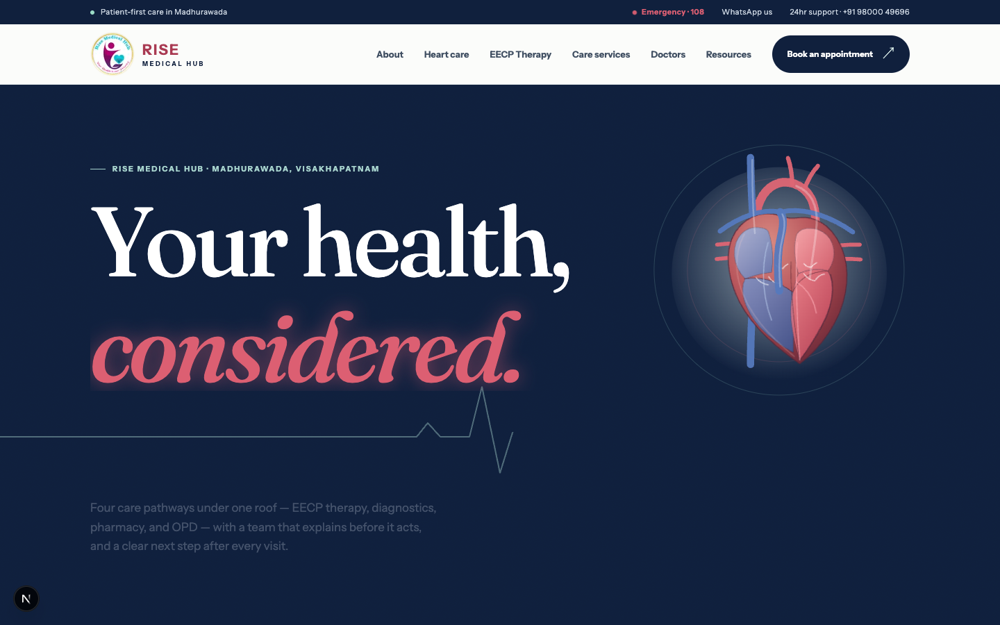 Patient-first care in Madhurawada
Emergency · 108
WhatsApp us
24hr support · +91 98000 49696
Rise Medical Hub
RISE
MEDICAL HUB
About
Heart care
EECP Therapy
Care services
Doctors
Resources
Book an appointment
RISE MEDICAL HUB · MADHURAWADA, VISAKHAPATNAM
Your health,
considered.
Four care pathways under one roof — EECP therapy, diagnostics,
pharmacy, and OPD — with a team that explains before it acts,
and a clear next step after every visit.
N